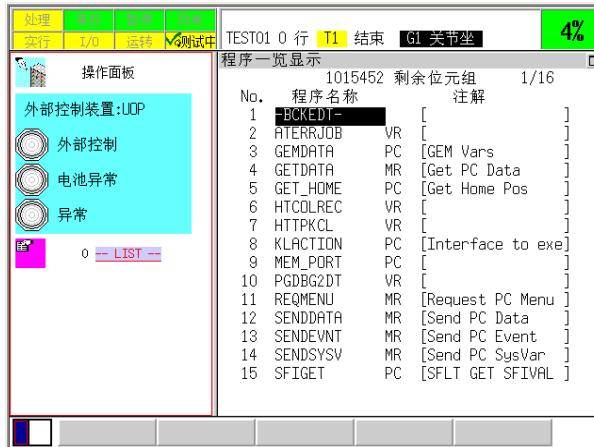 处理
实行 I/O 运转 测试中
TEST01 0 行 T1 结束 G1 关节坐
4%
操作面板
外部控制装置:UOP
外部控制
电池异常
异常
0 -- LIST --
程序一览显示
1015452 剩余位元组 1/16
No. 程序名称 注解
1 -BCKEDT- [ ]
2 ATERRJOB VR [ ]
3 GEMDATA PC [GEM Vars ]
4 GETDATA MR [Get PC Data ]
5 GET_HOME PC [Get Home Pos ]
6 HTCOLREC VR [ ]
7 HTTPKCL VR [ ]
8 KLACTION PC [Interface to exe]
9 MEM_PORT PC [ ]
10 PGDBG2DT VR [ ]
11 REQMENU MR [Request PC Menu ]
12 SENDDATA MR [Send PC Data ]
13 SENDEVNT MR [Send PC Event ]
14 SENDSYSV MR [Send PC SysVar ]
15 SFIGET PC [SFLT GET SFIVAL ]